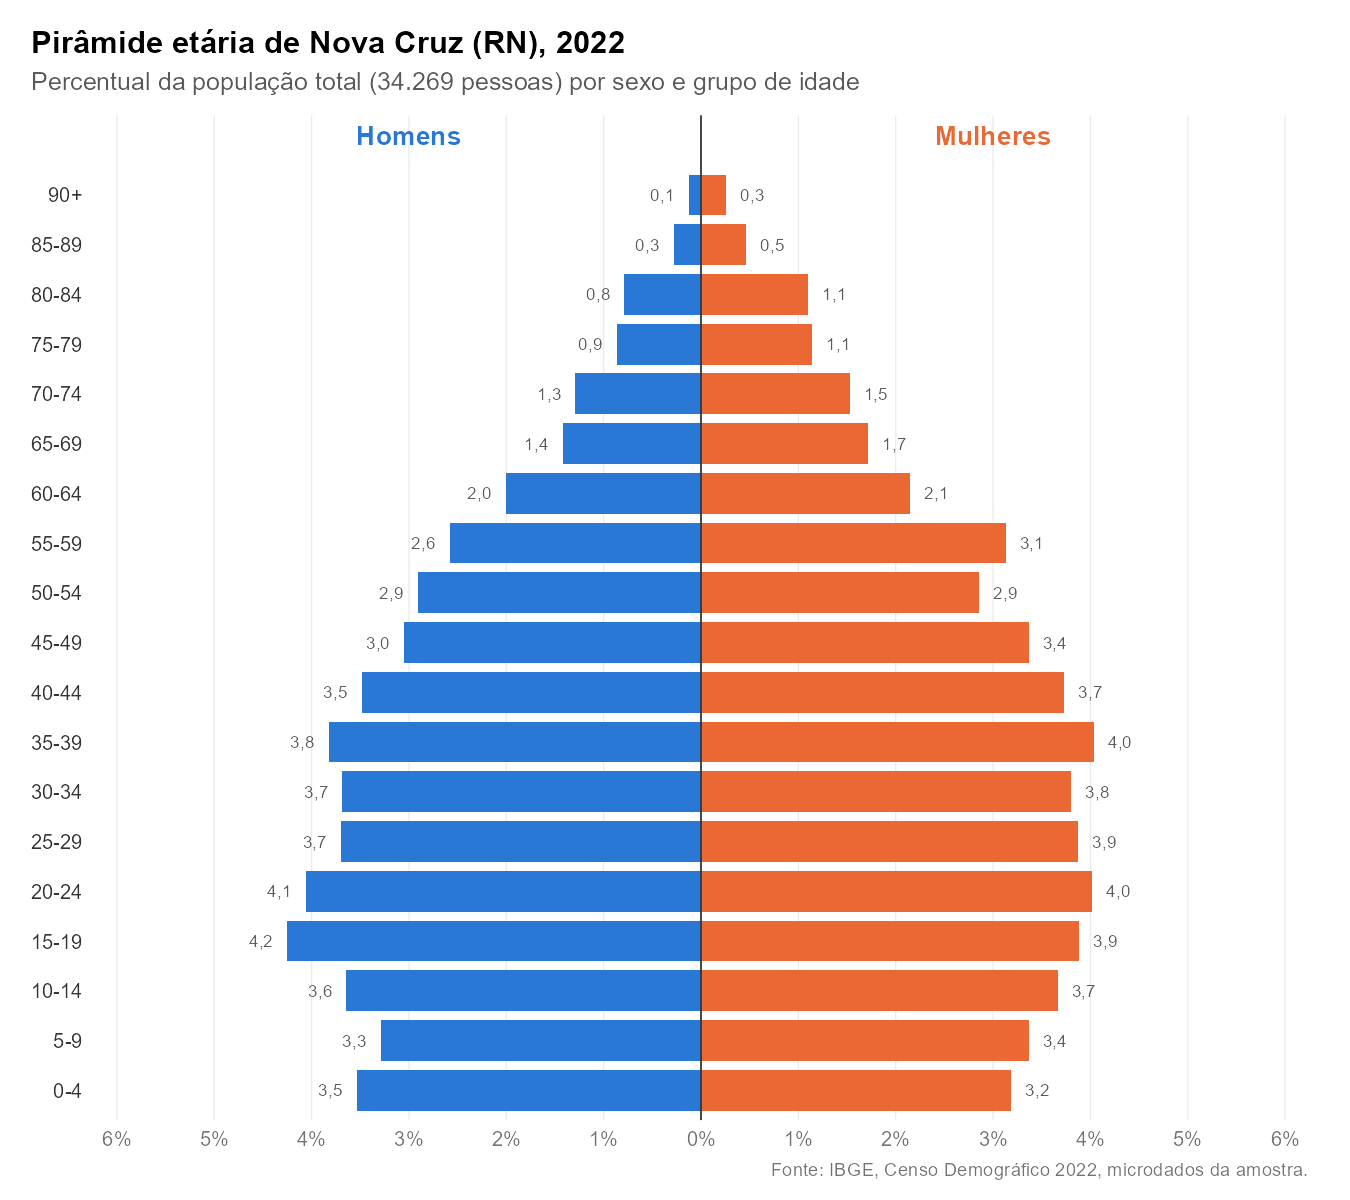 Pirâmide etária de Nova Cruz (RN), 2022
Percentual da população total (34.269 pessoas) por sexo e grupo de idade
Homens Mulheres
90+ 0,1 0,3
85-89 0,3 0,5
80-84 0,8 1,1
75-79 0,9 1,1
70-74 1,3 1,5
65-69 1,4 1,7
60-64 2,0 2,1
55-59 2,6 3,1
50-54 2,9 2,9
45-49 3,0 3,4
40-44 3,5 3,7
35-39 3,8 4,0
30-34 3,7 3,8
25-29 3,7 3,9
20-24 4,1 4,0
15-19 4,2 3,9
10-14 3,6 3,7
5-9 3,3 3,4
0-4 3,5 3,2
6% 5% 4% 3% 2% 1% 0% 1% 2% 3% 4% 5% 6%
Fonte: IBGE, Censo Demográfico 2022, microdados da amostra.